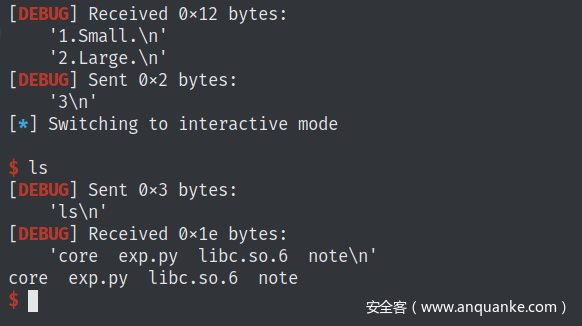 [DEBUG] Received 0×12 bytes:
    '1.Small.\n'
    '2.Large.\n'
[DEBUG] Sent 0×2 bytes:
    '3\n'
[*] Switching to interactive mode

$ ls
[DEBUG] Sent 0×3 bytes:
    'ls\n'
[DEBUG] Received 0×1e bytes:
    'core  exp.py  libc.so.6  note\n'
core  exp.py  libc.so.6  note
$
安全客（www.anquanke.com）